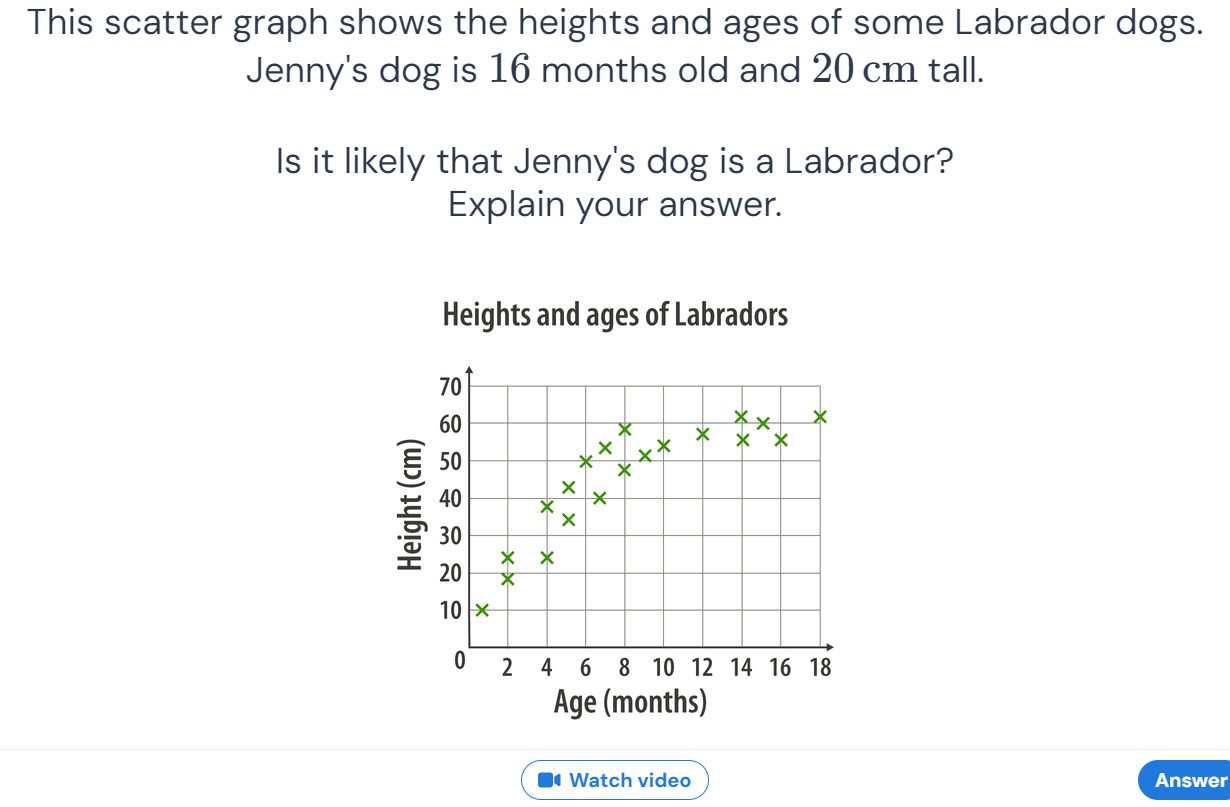 This scatter graph shows the heights and ages of some Labrador dogs.
Jenny's dog is 16 months old and 20 cm tall.
Is it likely that Jenny's dog is a Labrador?
Explain your answer.
Heights and ages of Labradors
Height (cm)
70
60
50
40
30
20
10
0 2 4 6 8 10 12 14 16 18
Age (months)
Watch video
Answer